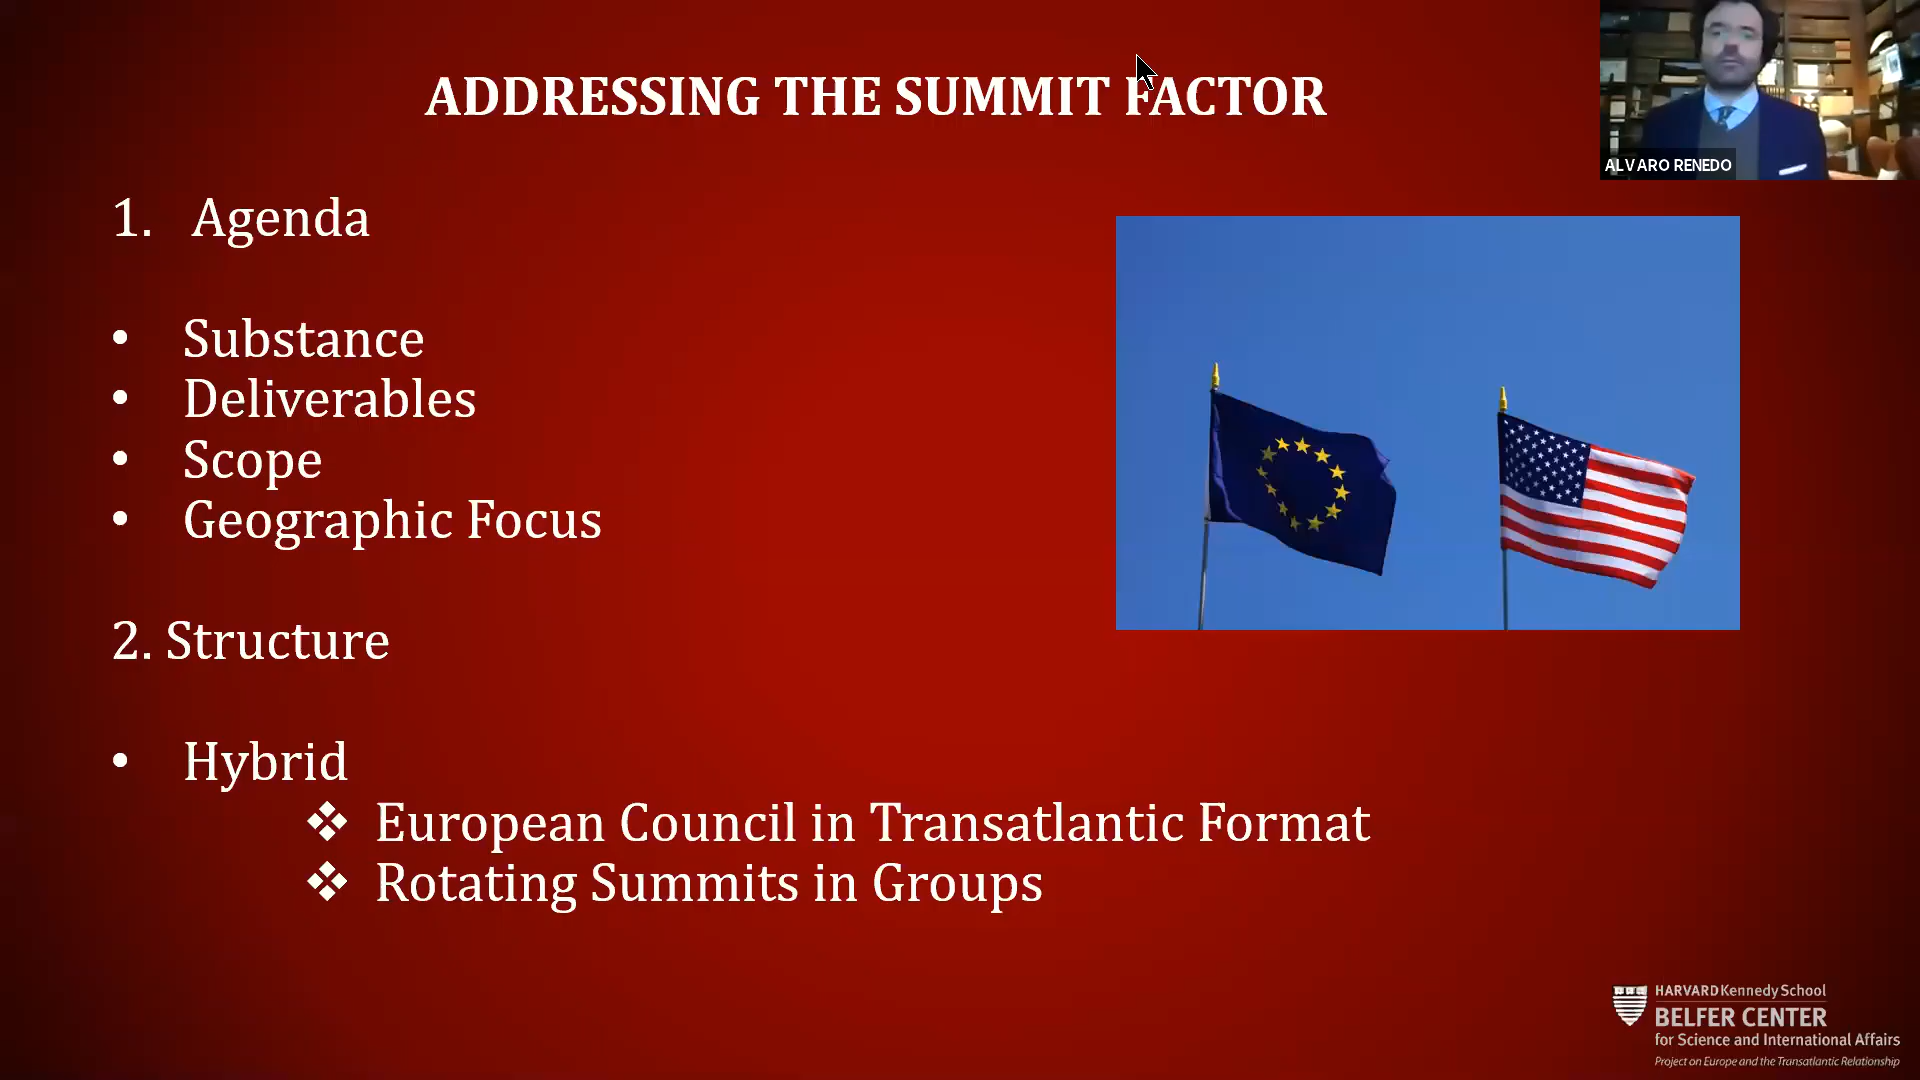 ADDRESSING THE SUMMIT FACTOR
ALVARO RENEDO
1. Agenda
• Substance
• Deliverables
• Scope
• Geographic Focus
2. Structure
• Hybrid
❖ European Council in Transatlantic Format
❖ Rotating Summits in Groups
HARVARD Kennedy School
BELFER CENTER
for Science and International Affairs
Project on Europe and the Transatlantic Relationship